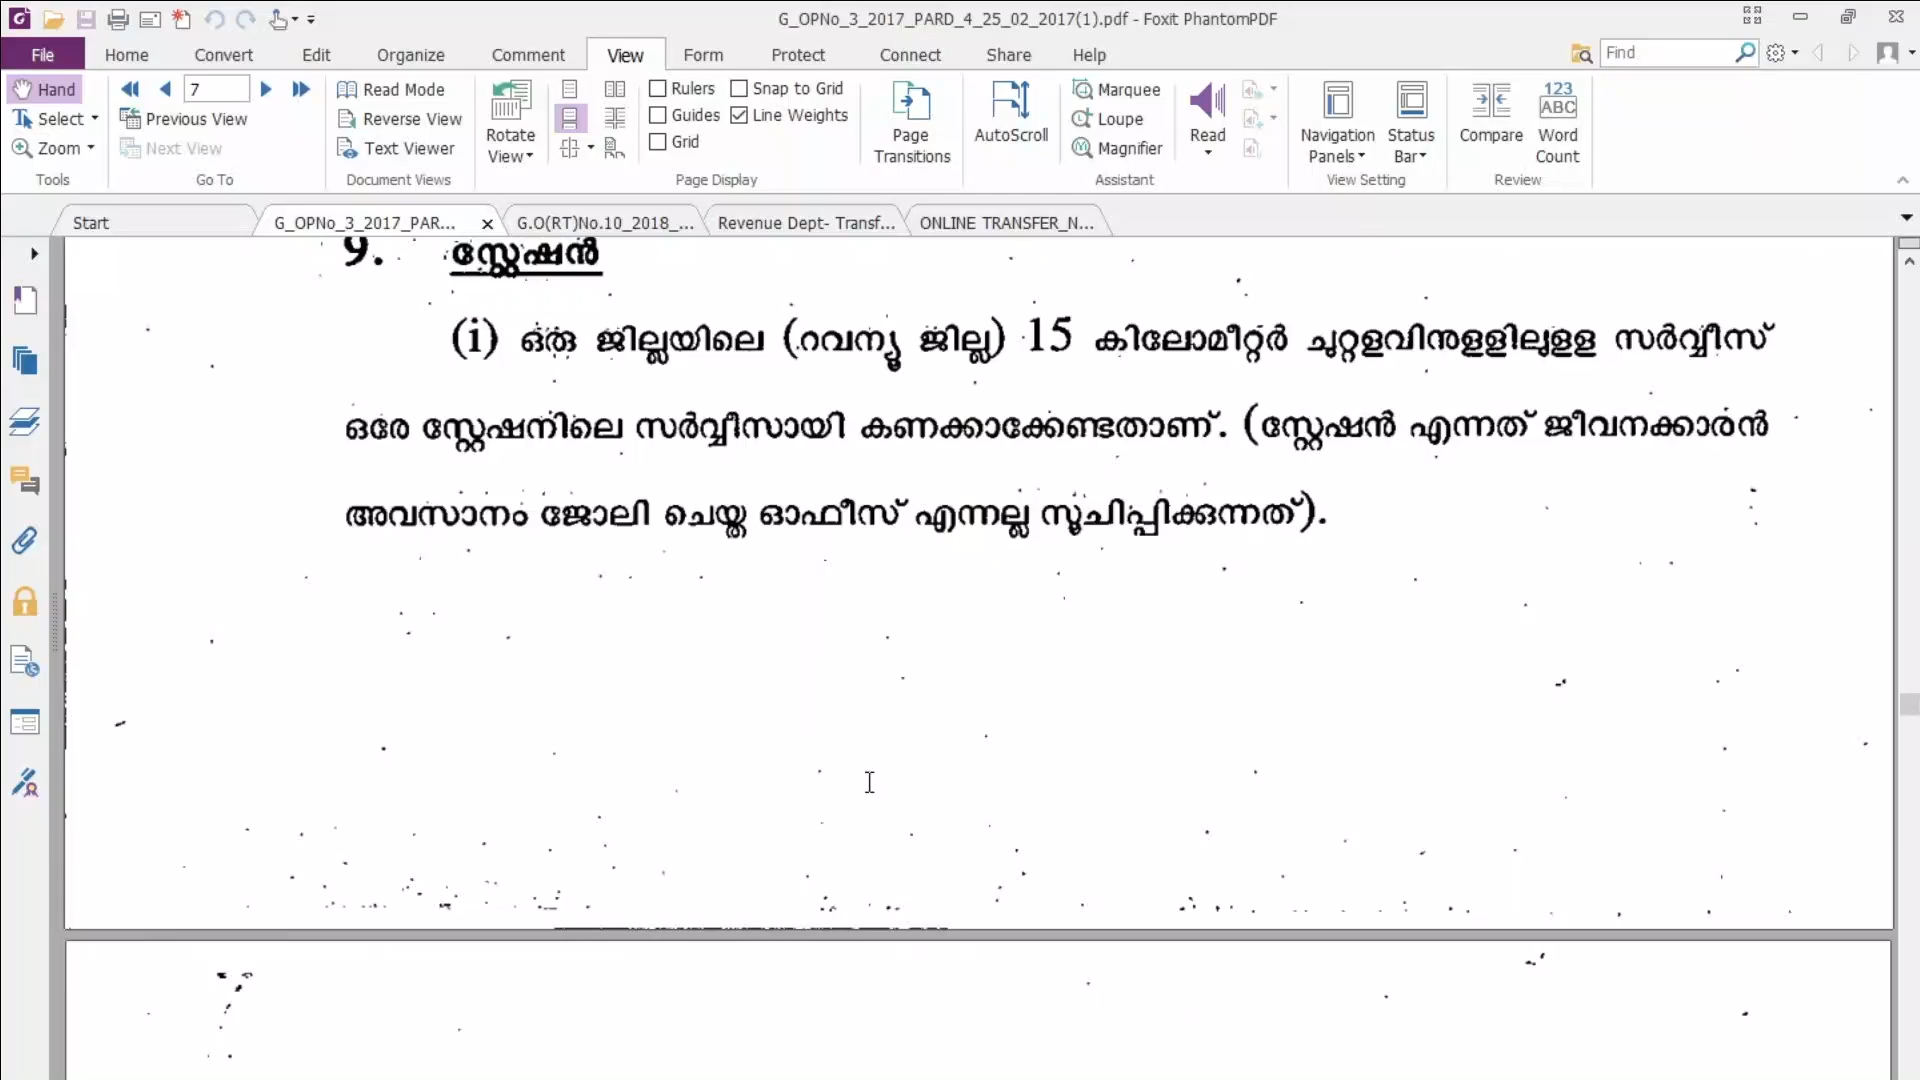 G_OPNo_3_2017_PARD_4_25_02_2017(1).pdf - Foxit PhantomPDF
File Home Convert Edit Organize Comment View Form Protect Connect Share Help Find
Hand 7 Read Mode Rulers Snap to Grid Marquee
Select Previous View Reverse View Guides Line Weights Loupe
Zoom Next View Text Viewer Grid Magnifier
Rotate View Page Transitions AutoScroll Read Navigation Panels Status Bar Compare 123 ABC Word Count
Tools Go To Document Views Page Display Assistant View Setting Review
Start G_OPNo_3_2017_PAR... G.O(RT)No.10_2018_... Revenue Dept- Transf... ONLINE TRANSFER_N...
9. സ്റ്റേഷൻ
(i) ഒരു ജില്ലയിലെ (റവന്യൂ ജില്ല) 15 കിലോമീറ്റർ ചുറ്റളവിനുളളിലുളള സർവ്വീസ്
ഒരേ സ്റ്റേഷനിലെ സർവ്വീസായി കണക്കാക്കേണ്ടതാണ്. (സ്റ്റേഷൻ എന്നത് ജീവനക്കാരൻ
അവസാനം ജോലി ചെയ്ത ഓഫീസ് എന്നല്ല സൂചിപ്പിക്കുന്നത്).